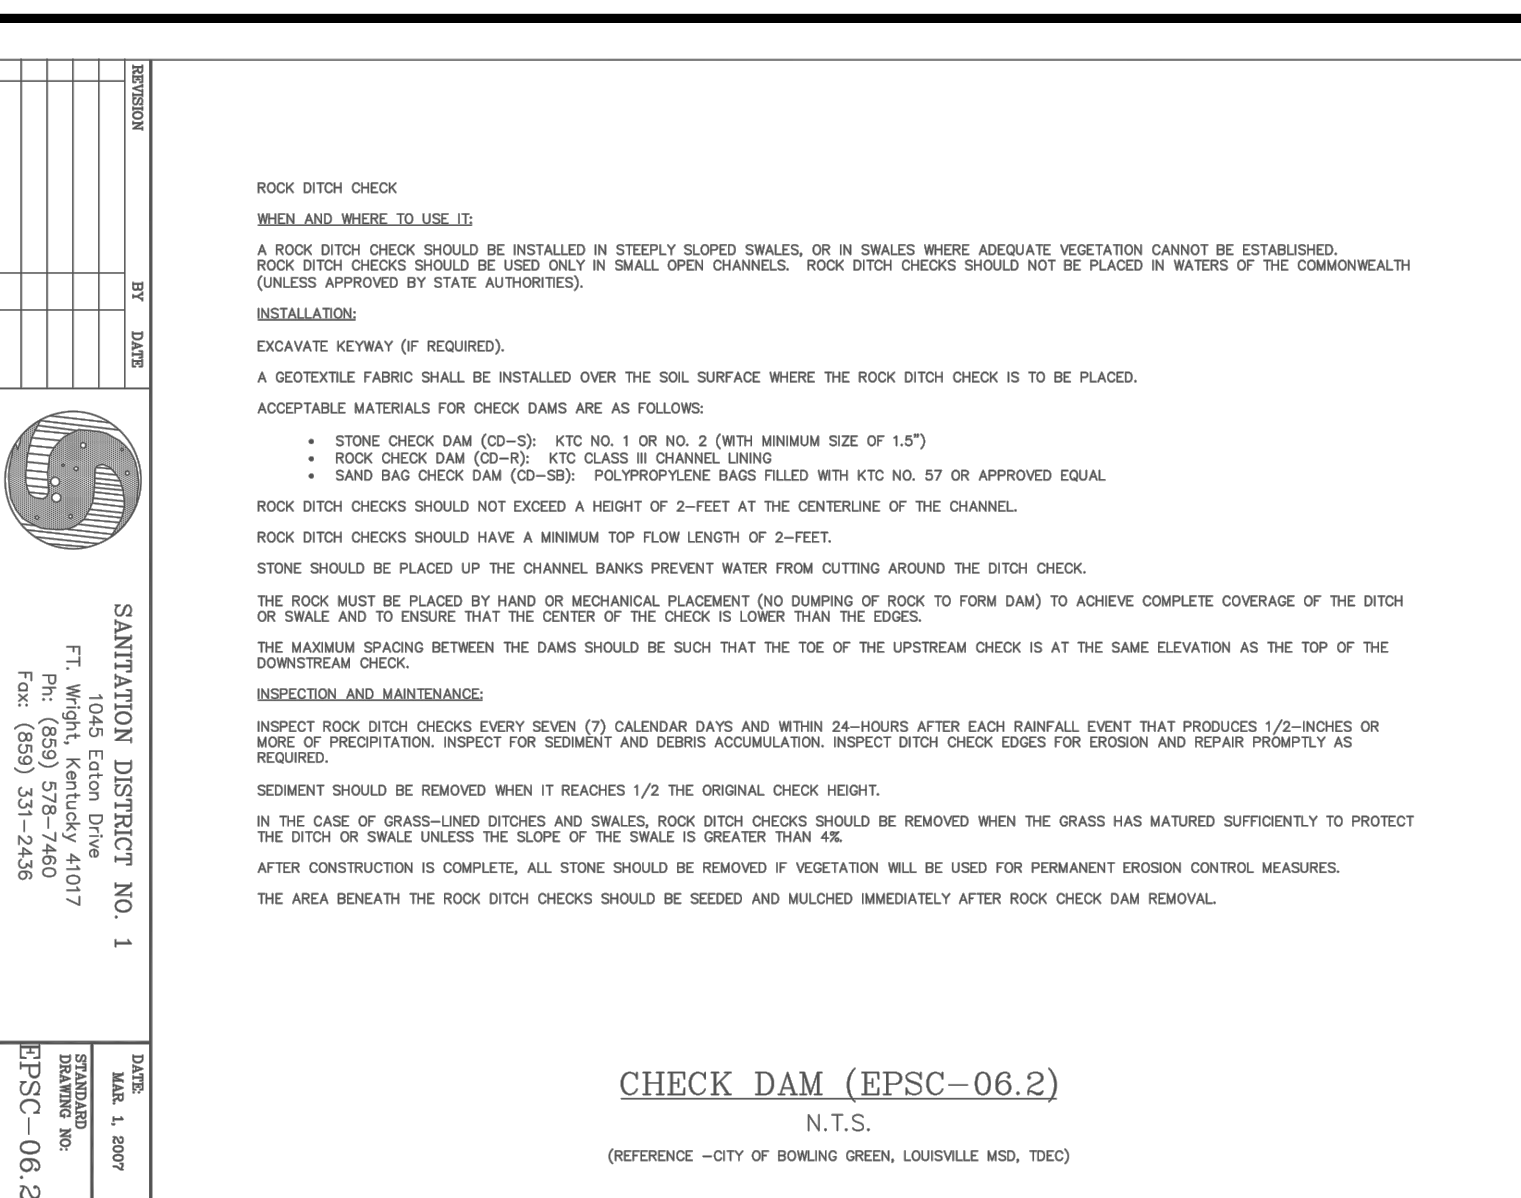 REVISION
BY
DATE
ROCK DITCH CHECK
WHEN AND WHERE TO USE IT:
A ROCK DITCH CHECK SHOULD BE INSTALLED IN STEEPLY SLOPED SWALES, OR IN SWALES WHERE ADEQUATE VEGETATION CANNOT BE ESTABLISHED.
ROCK DITCH CHECKS SHOULD BE USED ONLY IN SMALL OPEN CHANNELS. ROCK DITCH CHECKS SHOULD NOT BE PLACED IN WATERS OF THE COMMONWEALTH
(UNLESS APPROVED BY STATE AUTHORITIES).
INSTALLATION:
EXCAVATE KEYWAY (IF REQUIRED).
A GEOTEXTILE FABRIC SHALL BE INSTALLED OVER THE SOIL SURFACE WHERE THE ROCK DITCH CHECK IS TO BE PLACED.
ACCEPTABLE MATERIALS FOR CHECK DAMS ARE AS FOLLOWS:
• STONE CHECK DAM (CD-S): KTC NO. 1 OR NO. 2 (WITH MINIMUM SIZE OF 1.5")
• ROCK CHECK DAM (CD-R): KTC CLASS III CHANNEL LINING
• SAND BAG CHECK DAM (CD-SB): POLYPROPYLENE BAGS FILLED WITH KTC NO. 57 OR APPROVED EQUAL
ROCK DITCH CHECKS SHOULD NOT EXCEED A HEIGHT OF 2-FEET AT THE CENTERLINE OF THE CHANNEL.
ROCK DITCH CHECKS SHOULD HAVE A MINIMUM TOP FLOW LENGTH OF 2-FEET.
STONE SHOULD BE PLACED UP THE CHANNEL BANKS PREVENT WATER FROM CUTTING AROUND THE DITCH CHECK.
THE ROCK MUST BE PLACED BY HAND OR MECHANICAL PLACEMENT (NO DUMPING OF ROCK TO FORM DAM) TO ACHIEVE COMPLETE COVERAGE OF THE DITCH
OR SWALE AND TO ENSURE THAT THE CENTER OF THE CHECK IS LOWER THAN THE EDGES.
THE MAXIMUM SPACING BETWEEN THE DAMS SHOULD BE SUCH THAT THE TOE OF THE UPSTREAM CHECK IS AT THE SAME ELEVATION AS THE TOP OF THE
DOWNSTREAM CHECK.
INSPECTION AND MAINTENANCE:
INSPECT ROCK DITCH CHECKS EVERY SEVEN (7) CALENDAR DAYS AND WITHIN 24-HOURS AFTER EACH RAINFALL EVENT THAT PRODUCES 1/2-INCHES OR
MORE OF PRECIPITATION. INSPECT FOR SEDIMENT AND DEBRIS ACCUMULATION. INSPECT DITCH CHECK EDGES FOR EROSION AND REPAIR PROMPTLY AS
REQUIRED.
SEDIMENT SHOULD BE REMOVED WHEN IT REACHES 1/2 THE ORIGINAL CHECK HEIGHT.
IN THE CASE OF GRASS-LINED DITCHES AND SWALES, ROCK DITCH CHECKS SHOULD BE REMOVED WHEN THE GRASS HAS MATURED SUFFICIENTLY TO PROTECT
THE DITCH OR SWALE UNLESS THE SLOPE OF THE SWALE IS GREATER THAN 4%.
AFTER CONSTRUCTION IS COMPLETE, ALL STONE SHOULD BE REMOVED IF VEGETATION WILL BE USED FOR PERMANENT EROSION CONTROL MEASURES.
THE AREA BENEATH THE ROCK DITCH CHECKS SHOULD BE SEEDED AND MULCHED IMMEDIATELY AFTER ROCK CHECK DAM REMOVAL.
SANITATION DISTRICT NO. 1
1045 Eaton Drive
FT. Wright, Kentucky 41017
Ph: (859) 578-7460
Fax: (859) 331-2436
DATE:
MAR. 1, 2007
STANDARD
DRAWING NO:
EPSC-06.2
CHECK DAM (EPSC-06.2)
N.T.S.
(REFERENCE -CITY OF BOWLING GREEN, LOUISVILLE MSD, TDEC)